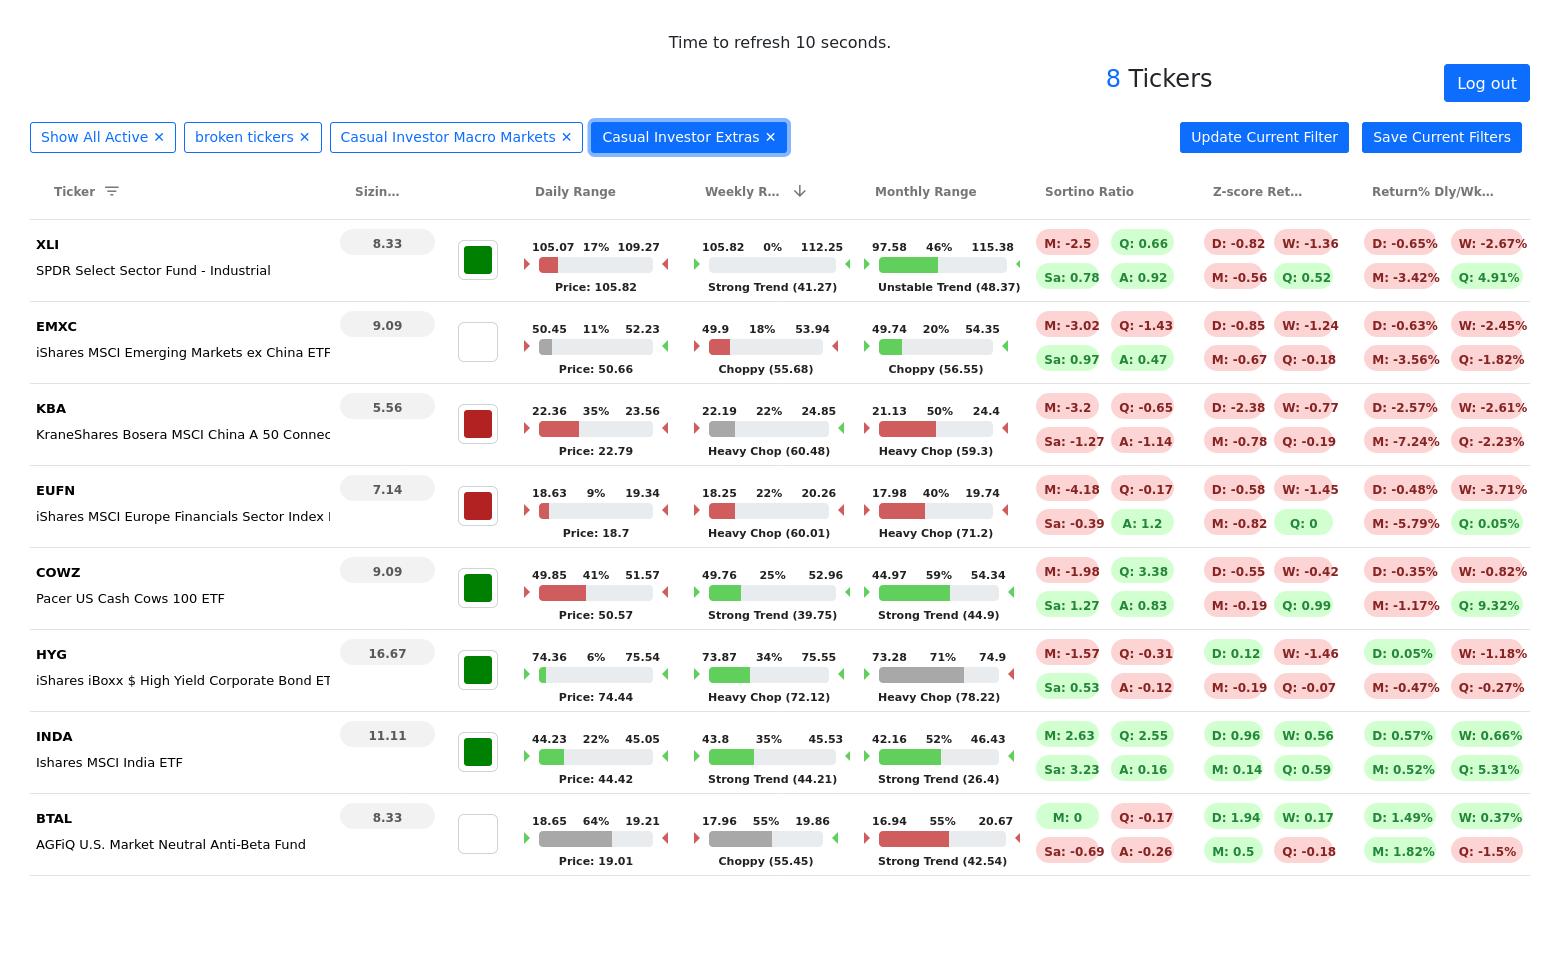 Time to refresh 10 seconds.
8 Tickers
Log out
Show All Active ✕ broken tickers ✕ Casual Investor Macro Markets ✕ Casual Investor Extras ✕ Update Current Filter Save Current Filters
Ticker Sizin... Daily Range Weekly R... Monthly Range Sortino Ratio Z-score Ret... Return% Dly/Wk...
XLI 8.33 105.07 17% 109.27 105.82 0% 112.25 97.58 46% 115.38 M: -2.5 Q: 0.66 D: -0.82 W: -1.36 D: -0.65% W: -2.67%
SPDR Select Sector Fund - Industrial Price: 105.82 Strong Trend (41.27) Unstable Trend (48.37) Sa: 0.78 A: 0.92 M: -0.56 Q: 0.52 M: -3.42% Q: 4.91%
EMXC 9.09 50.45 11% 52.23 49.9 18% 53.94 49.74 20% 54.35 M: -3.02 Q: -1.43 D: -0.85 W: -1.24 D: -0.63% W: -2.45%
iShares MSCI Emerging Markets ex China ETF Price: 50.66 Choppy (55.68) Choppy (56.55) Sa: 0.97 A: 0.47 M: -0.67 Q: -0.18 M: -3.56% Q: -1.82%
KBA 5.56 22.36 35% 23.56 22.19 22% 24.85 21.13 50% 24.4 M: -3.2 Q: -0.65 D: -2.38 W: -0.77 D: -2.57% W: -2.61%
KraneShares Bosera MSCI China A 50 Connec Price: 22.79 Heavy Chop (60.48) Heavy Chop (59.3) Sa: -1.27 A: -1.14 M: -0.78 Q: -0.19 M: -7.24% Q: -2.23%
EUFN 7.14 18.63 9% 19.34 18.25 22% 20.26 17.98 40% 19.74 M: -4.18 Q: -0.17 D: -0.58 W: -1.45 D: -0.48% W: -3.71%
iShares MSCI Europe Financials Sector Index Price: 18.7 Heavy Chop (60.01) Heavy Chop (71.2) Sa: -0.39 A: 1.2 M: -0.82 Q: 0 M: -5.79% Q: 0.05%
COWZ 9.09 49.85 41% 51.57 49.76 25% 52.96 44.97 59% 54.34 M: -1.98 Q: 3.38 D: -0.55 W: -0.42 D: -0.35% W: -0.82%
Pacer US Cash Cows 100 ETF Price: 50.57 Strong Trend (39.75) Strong Trend (44.9) Sa: 1.27 A: 0.83 M: -0.19 Q: 0.99 M: -1.17% Q: 9.32%
HYG 16.67 74.36 6% 75.54 73.87 34% 75.55 73.28 71% 74.9 M: -1.57 Q: -0.31 D: 0.12 W: -1.46 D: 0.05% W: -1.18%
iShares iBoxx $ High Yield Corporate Bond ET Price: 74.44 Heavy Chop (72.12) Heavy Chop (78.22) Sa: 0.53 A: -0.12 M: -0.19 Q: -0.07 M: -0.47% Q: -0.27%
INDA 11.11 44.23 22% 45.05 43.8 35% 45.53 42.16 52% 46.43 M: 2.63 Q: 2.55 D: 0.96 W: 0.56 D: 0.57% W: 0.66%
Ishares MSCI India ETF Price: 44.42 Strong Trend (44.21) Strong Trend (26.4) Sa: 3.23 A: 0.16 M: 0.14 Q: 0.59 M: 0.52% Q: 5.31%
BTAL 8.33 18.65 64% 19.21 17.96 55% 19.86 16.94 55% 20.67 M: 0 Q: -0.17 D: 1.94 W: 0.17 D: 1.49% W: 0.37%
AGFiQ U.S. Market Neutral Anti-Beta Fund Price: 19.01 Choppy (55.45) Strong Trend (42.54) Sa: -0.69 A: -0.26 M: 0.5 Q: -0.18 M: 1.82% Q: -1.5%